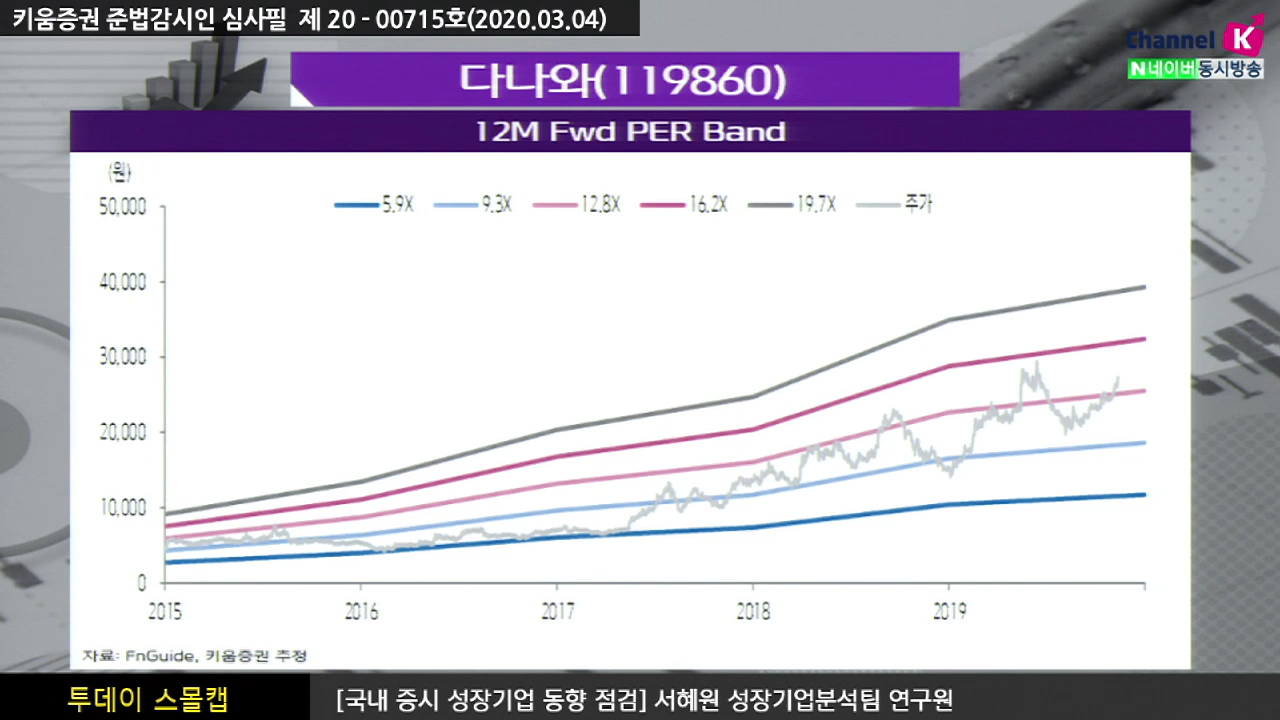 키움증권 준법감시인 심사필 제 20 - 00715호(2020.03.04)
Channel K
N 네이버 동시방송
다나와(119860)
12M Fwd PER Band
(원)
5.9X 9.3X 12.8X 16.2X 19.7X 주가
50,000
40,000
30,000
20,000
10,000
0
2015 2016 2017 2018 2019
자료: FnGuide, 키움증권 추정
투데이 스몰캡
[국내 증시 성장기업 동향 점검] 서혜원 성장기업분석팀 연구원